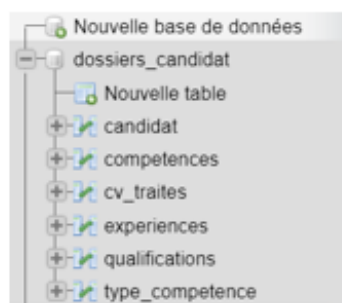 Nouvelle base de données
dossiers_candidat
Nouvelle table
candidat
competences
cv_traites
experiences
qualifications
type_competence